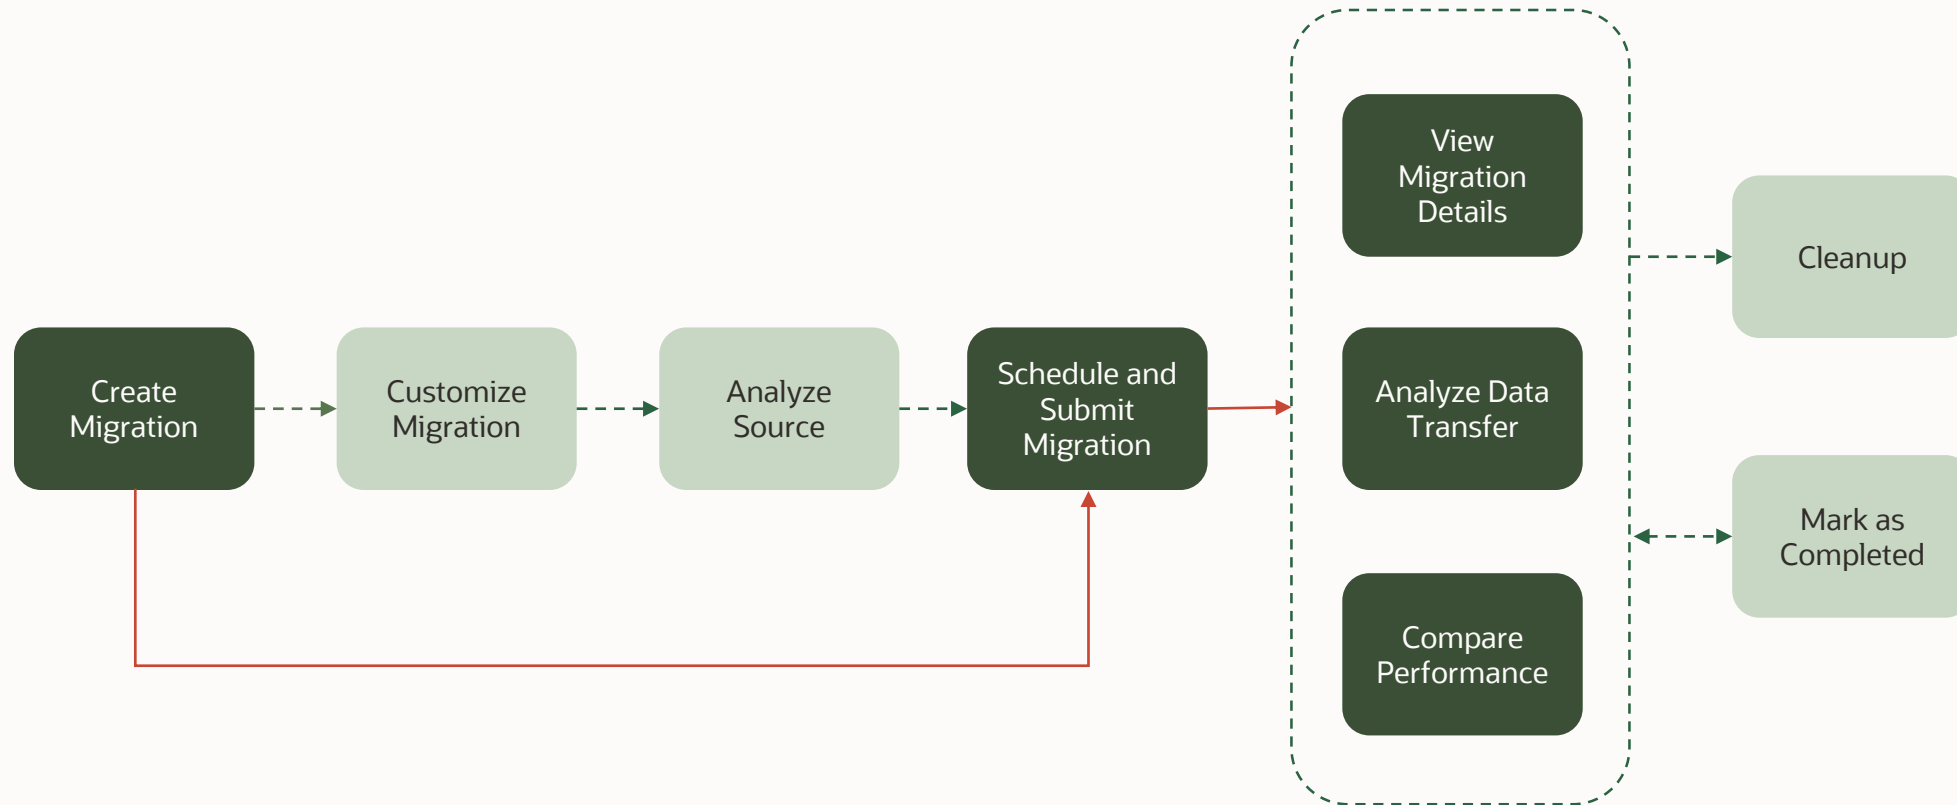 Create
Migration
Customize
Migration
Analyze
Source
Schedule and
Submit
Migration
View
Migration
Details
Analyze Data
Transfer
Compare
Performance
Cleanup
Mark as
Completed